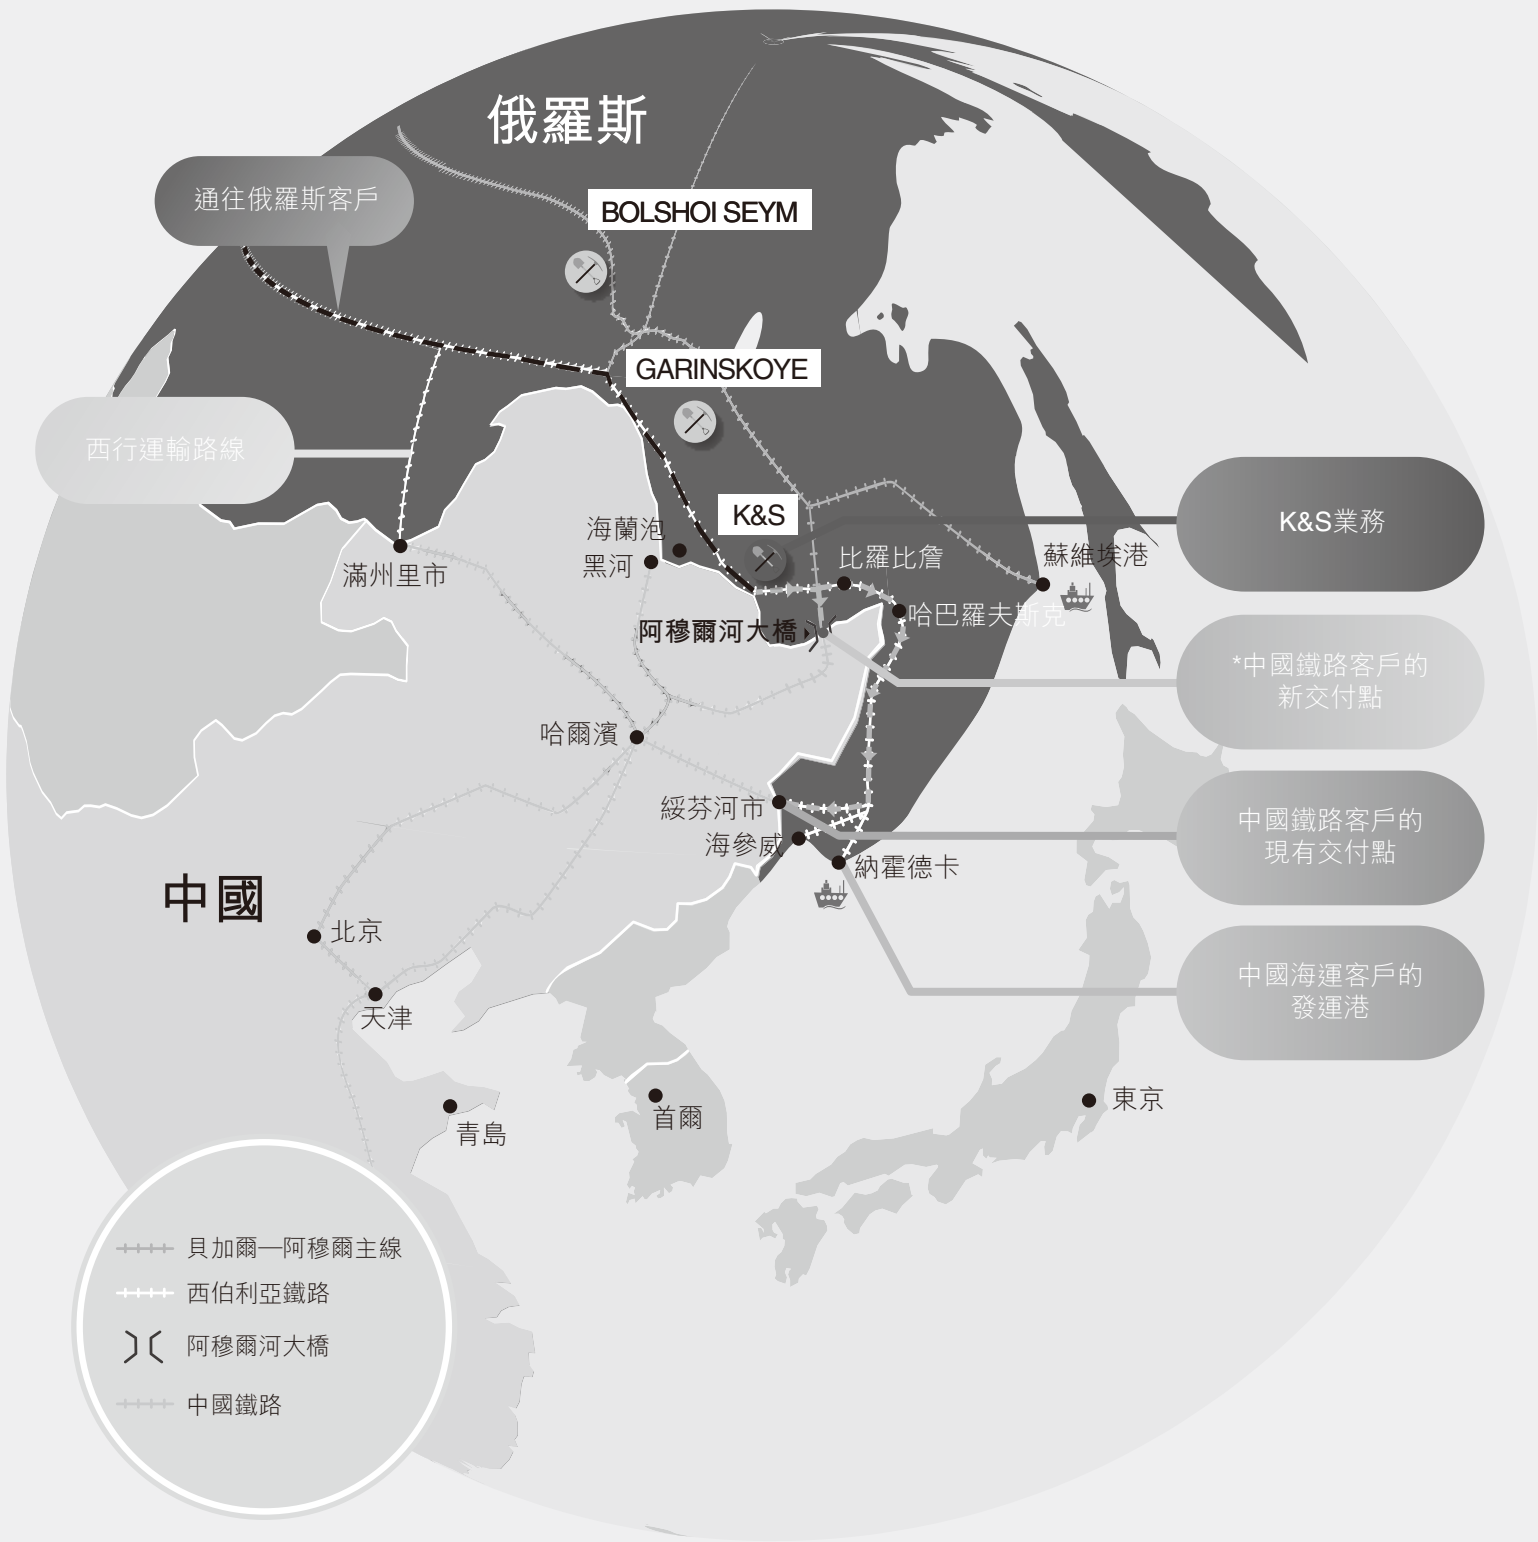 俄羅斯
通往俄羅斯客戶
BOLSHOI SEYM
GARINSKOYE
西行運輸路線
K&S
K&S業務
海蘭泡
黑河
滿州里市
比羅比詹
蘇維埃港
哈巴羅夫斯克
阿穆爾河大橋
*中國鐵路客戶的
新交付點
哈爾濱
綏芬河市
海參威
納霍德卡
中國鐵路客戶的
現有交付點
中國
北京
天津
中國海運客戶的
發運港
首爾
青島
東京
貝加爾—阿穆爾主線
西伯利亞鐵路
阿穆爾河大橋
中國鐵路